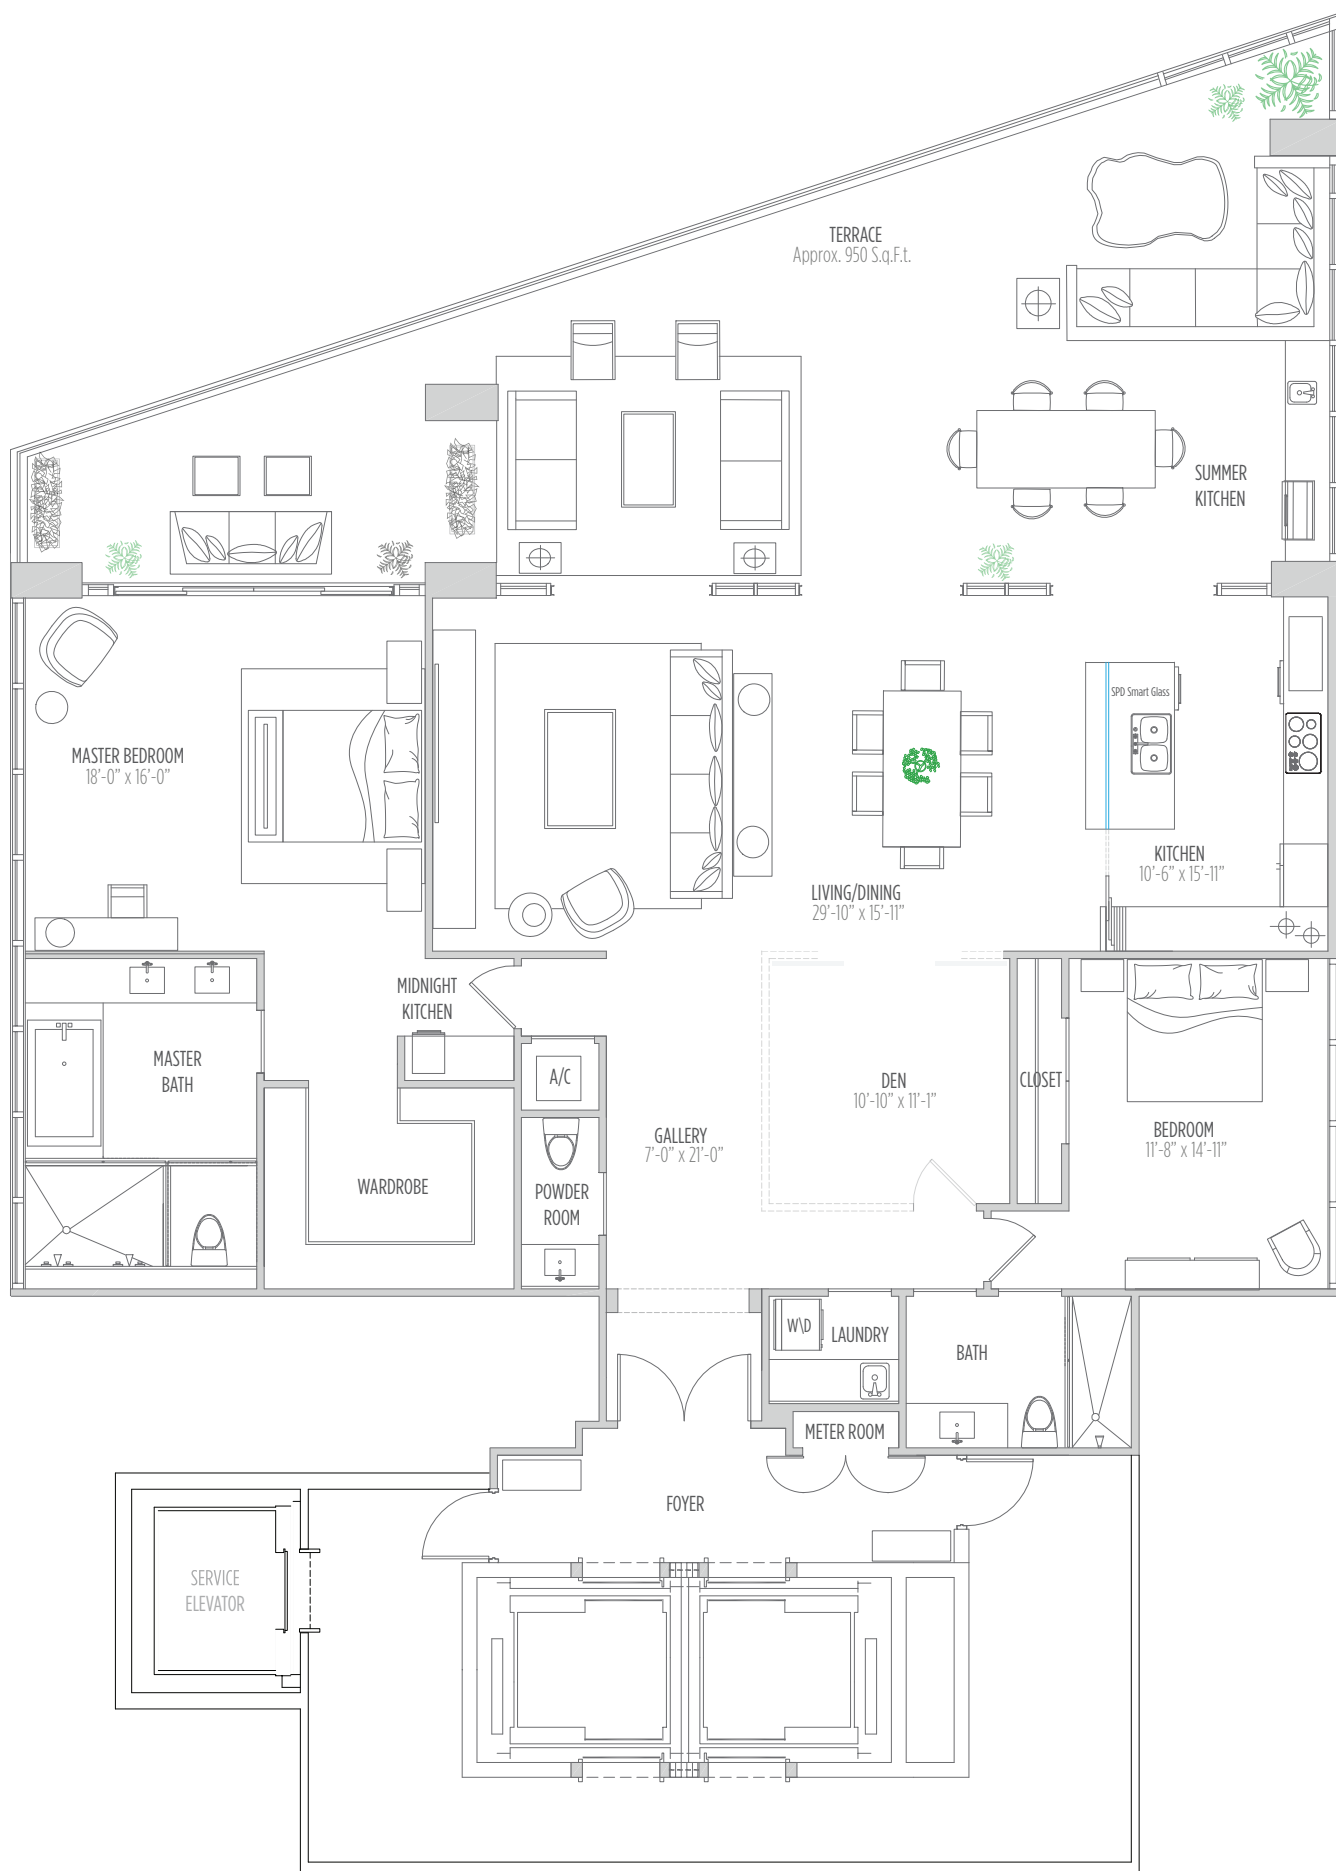 TERRACE
Approx. 950 S.q.F.t.
SUMMER
KITCHEN
SPD Smart Glass
MASTER BEDROOM
18'-0” x 16'-0”
KITCHEN
10'-6” x 15'-11”
LIVING/DINING
29'-10” x 15'-11”
MIDNIGHT
KITCHEN
MASTER
BATH
A/C
DEN
10'-10” x 11'-1”
CLOSET
GALLERY
7'-0” x 21'-0”
BEDROOM
11'-8” x 14'-11”
WARDROBE
POWDER
ROOM
W\D
LAUNDRY
BATH
METER ROOM
FOYER
SERVICE
ELEVATOR